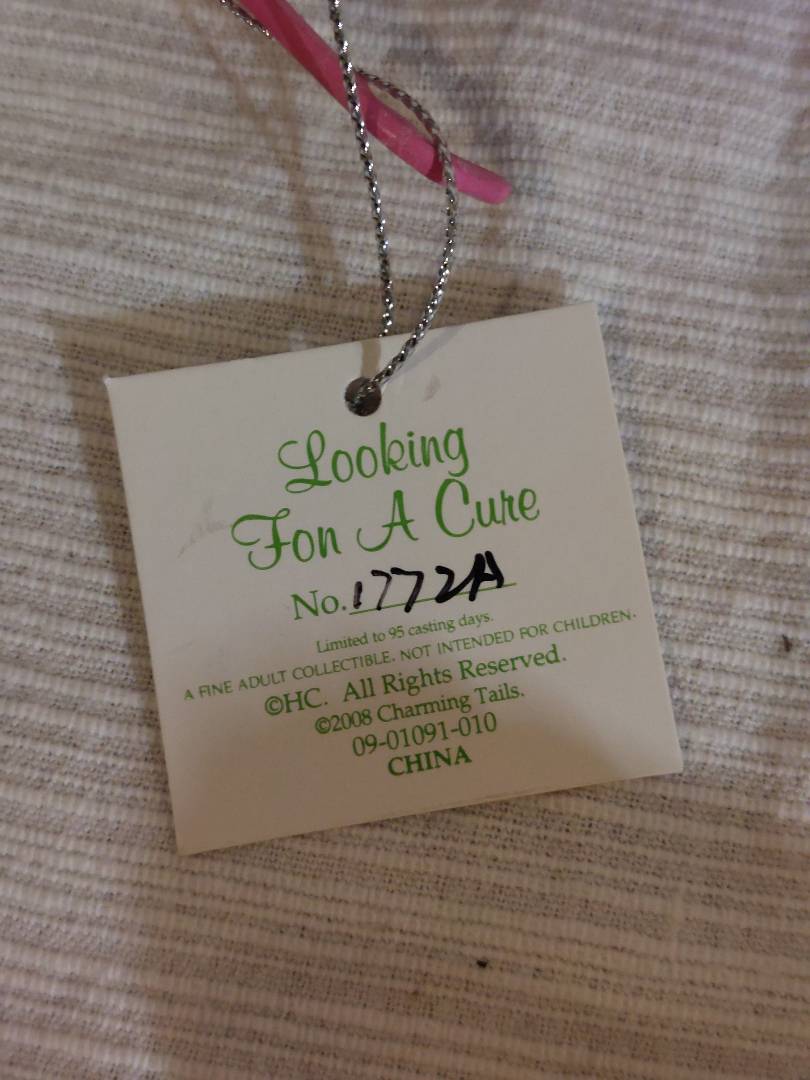 Looking
For A Cure
No. 1772A
Limited to 95 casting days.
A FINE ADULT COLLECTIBLE. NOT INTENDED FOR CHILDREN.
©HC. All Rights Reserved.
©2008 Charming Tails.
09-01091-010
CHINA